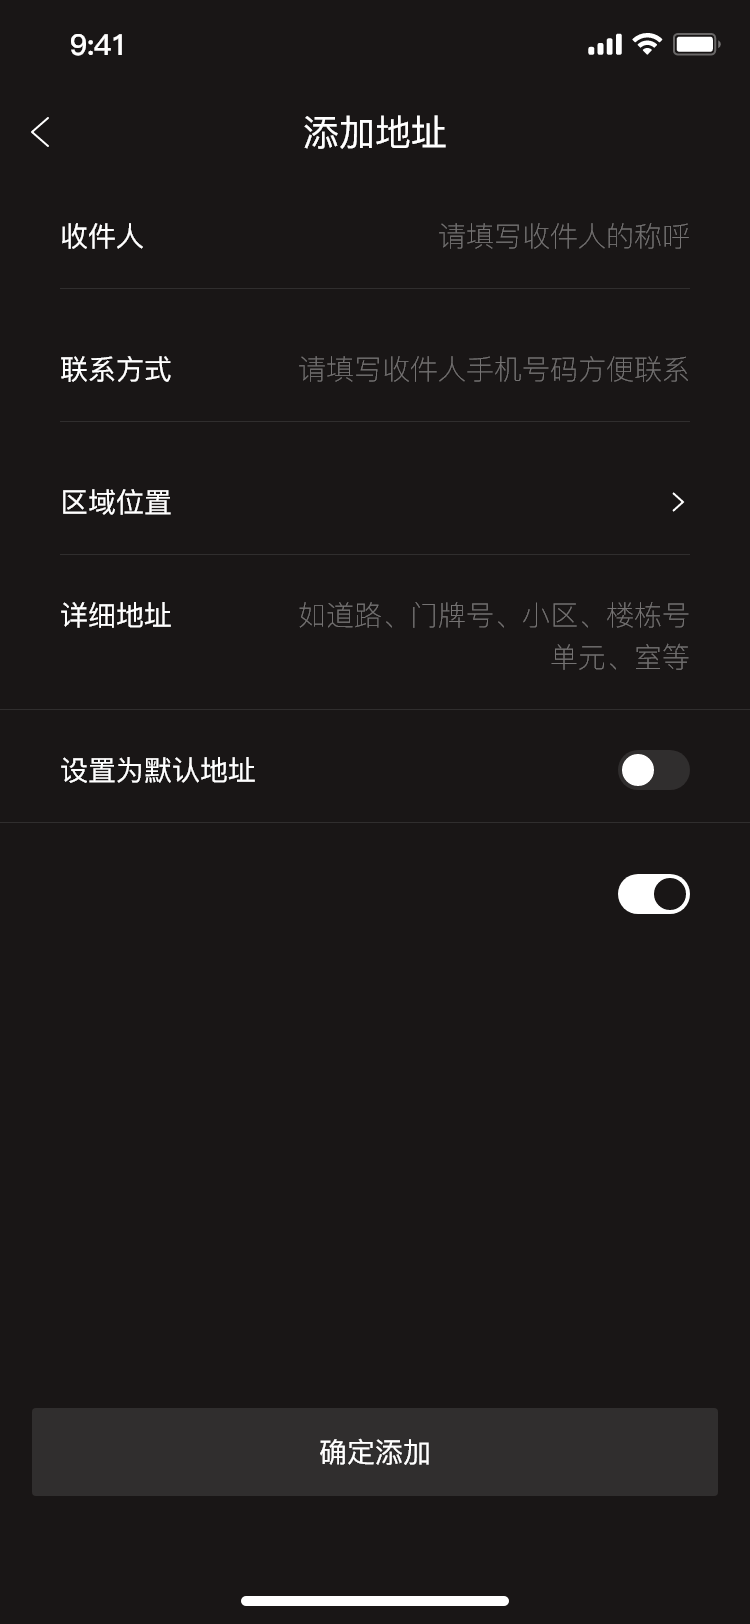 9:41
添加地址
收件人 请填写收件人的称呼
联系方式 请填写收件人手机号码方便联系
区域位置
详细地址 如道路、门牌号、小区、楼栋号
单元、室等
设置为默认地址
确定添加